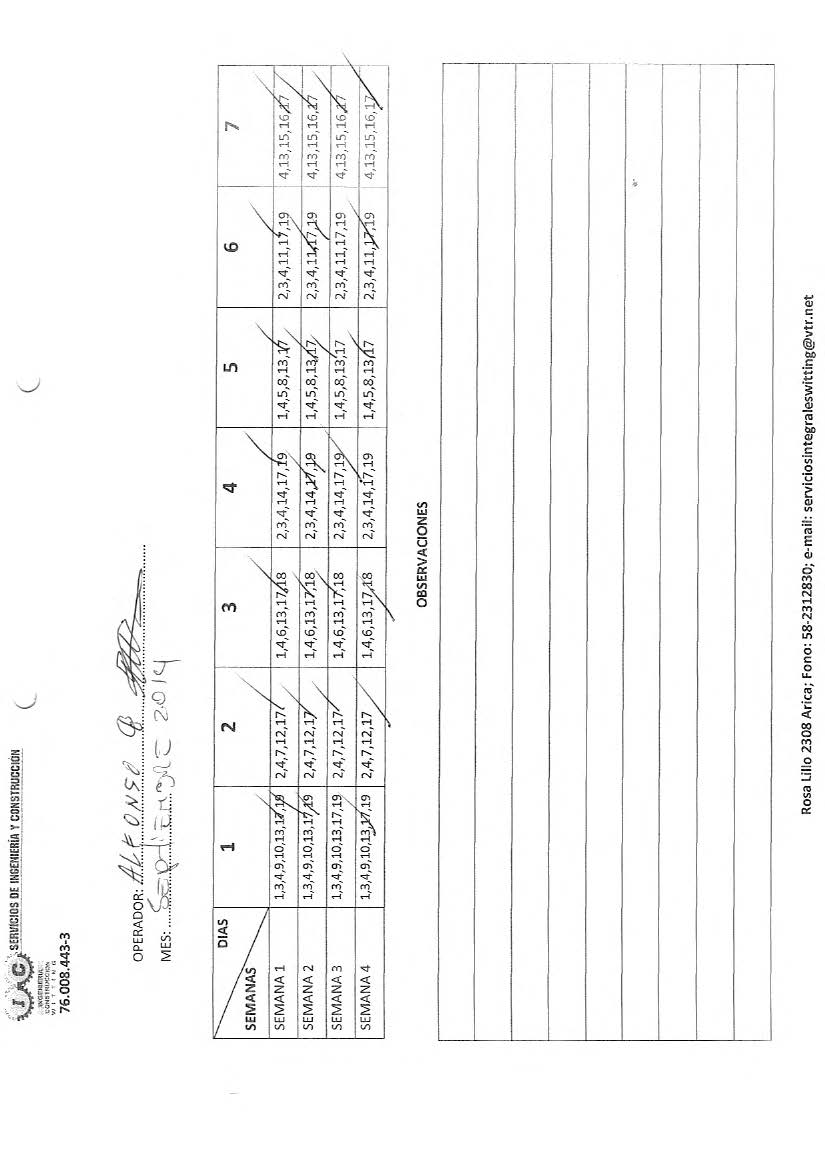 IAC SERVICIOS DE INGENIERÍA Y CONSTRUCCIÓN
INGENIERIA
CONSTRUCCION
WITTING
76.008.443-3
OPERADOR: ALFONSO
MES: Septiembre 2014
DIAS 1 2 3 4 5 6 7
SEMANAS
SEMANA 1 1,3,4,9,10,13,17,19 2,4,7,12,17 1,4,6,13,17,18 2,3,4,14,17,19 1,4,5,8,13,17 2,3,4,11,17,19 4,13,15,16,17
SEMANA 2 1,3,4,9,10,13,17,19 2,4,7,12,17 1,4,6,13,17,18 2,3,4,14,17,19 1,4,5,8,13,17 2,3,4,11,17,19 4,13,15,16,17
SEMANA 3 1,3,4,9,10,13,17,19 2,4,7,12,17 1,4,6,13,17,18 2,3,4,14,17,19 1,4,5,8,13,17 2,3,4,11,17,19 4,13,15,16,17
SEMANA 4 1,3,4,9,10,13,17,19 2,4,7,12,17 1,4,6,13,17,18 2,3,4,14,17,19 1,4,5,8,13,17 2,3,4,11,17,19 4,13,15,16,17
OBSERVACIONES
Rosa Lillo 2308 Arica; Fono: 58-2312830; e-mail: serviciosintegraleswitting@vtr.net